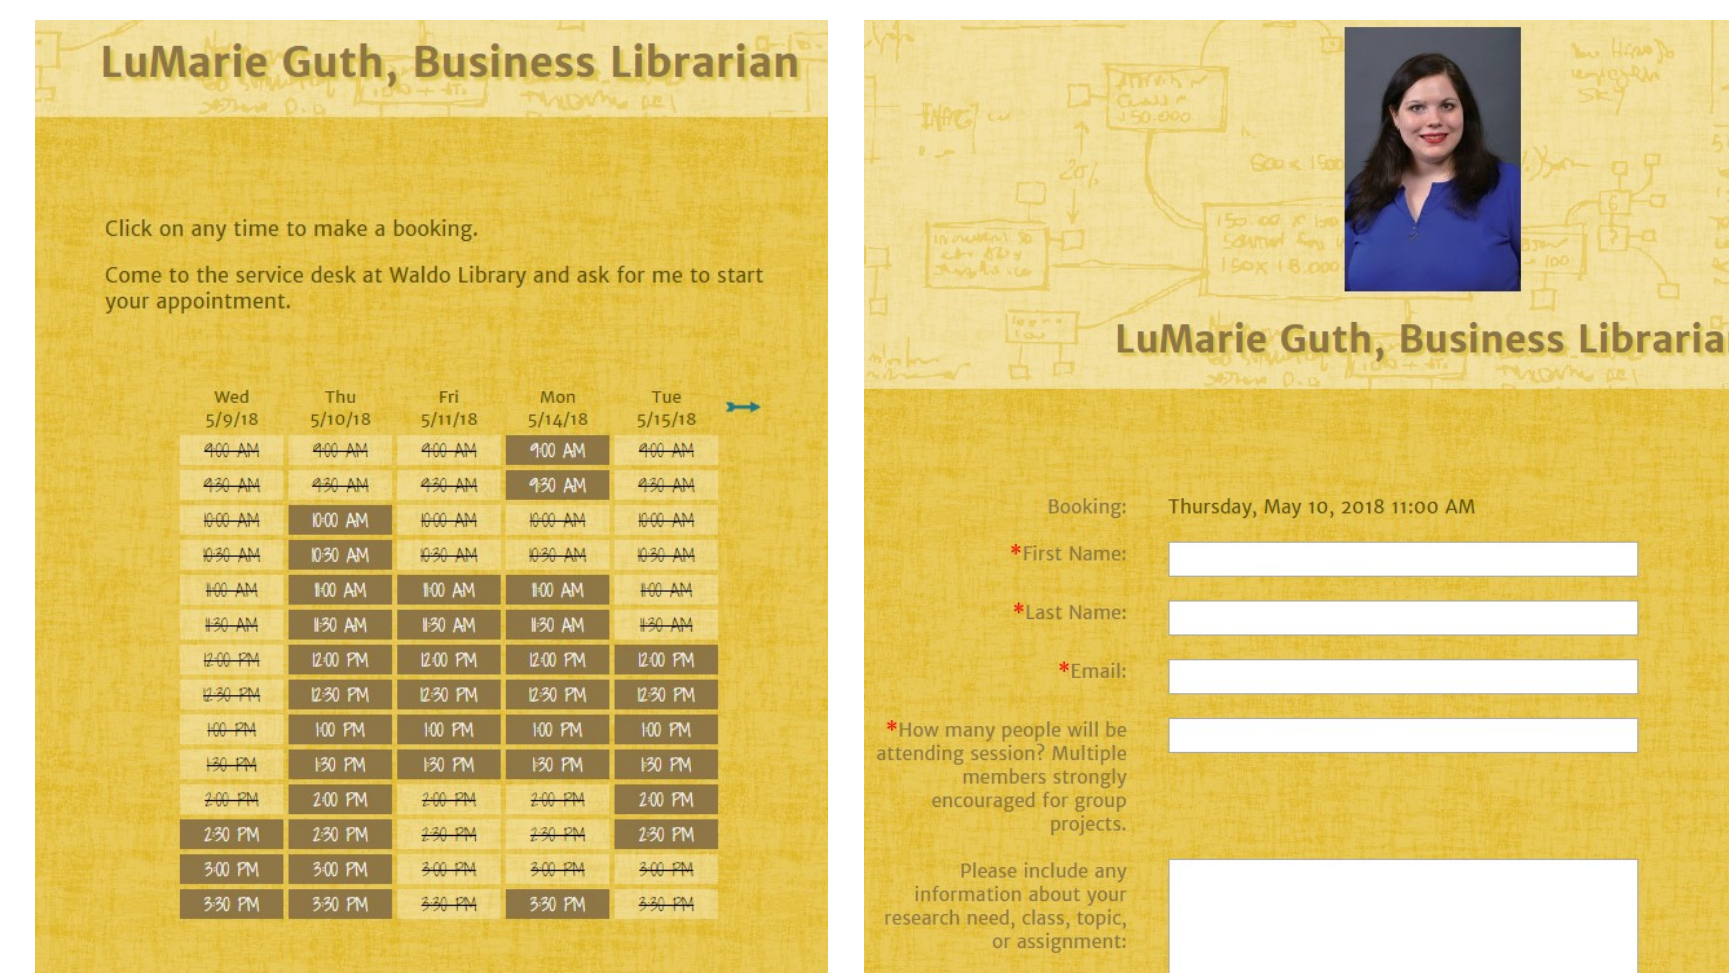 LuMarie Guth, Business Librarian
Click on any time to make a booking.
Come to the service desk at Waldo Library and ask for me to start
your appointment.
Wed Thu Fri Mon Tue
5/9/18 5/10/18 5/11/18 5/14/18 5/15/18
9:00 AM 9:00 AM 9:00 AM 9:00 AM 9:00 AM
9:30 AM 9:30 AM 9:30 AM 9:30 AM 9:30 AM
10:00 AM 10:00 AM 10:00 AM 10:00 AM 10:00 AM
10:30 AM 10:30 AM 10:30 AM 10:30 AM 10:30 AM
11:00 AM 11:00 AM 11:00 AM 11:00 AM 11:00 AM
11:30 AM 11:30 AM 11:30 AM 11:30 AM 11:30 AM
12:00 PM 12:00 PM 12:00 PM 12:00 PM 12:00 PM
12:30 PM 12:30 PM 12:30 PM 12:30 PM 12:30 PM
1:00 PM 1:00 PM 1:00 PM 1:00 PM 1:00 PM
1:30 PM 1:30 PM 1:30 PM 1:30 PM 1:30 PM
2:00 PM 2:00 PM 2:00 PM 2:00 PM 2:00 PM
2:30 PM 2:30 PM 2:30 PM 2:30 PM 2:30 PM
3:00 PM 3:00 PM 3:00 PM 3:00 PM 3:00 PM
3:30 PM 3:30 PM 3:30 PM 3:30 PM 3:30 PM
LuMarie Guth, Business Libraria
Booking: Thursday, May 10, 2018 11:00 AM
*First Name:
*Last Name:
*Email:
*How many people will be
attending session? Multiple
members strongly
encouraged for group
projects.
Please include any
information about your
research need, class, topic,
or assignment: